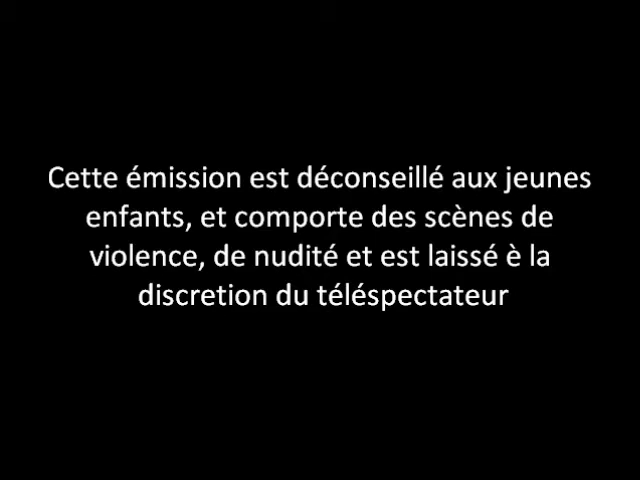 Cette émission est déconseillé aux jeunes
enfants, et comporte des scènes de
violence, de nudité et est laissé è la
discretion du téléspectateur